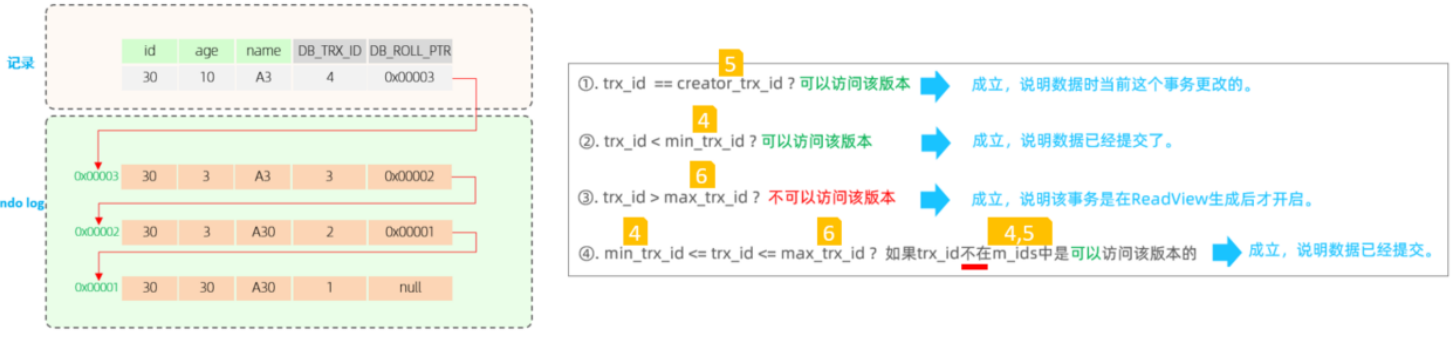 记录
id age name DB_TRX_ID DB_ROLL_PTR
30 10 A3 4 0x00003
ndo log
0x00003 30 3 A3 3 0x00002
0x00002 30 3 A30 2 0x00001
0x00001 30 30 A30 1 null
5
①. trx_id == creator_trx_id ? 可以访问该版本 成立，说明数据时当前这个事务更改的。
4
②. trx_id < min_trx_id ? 可以访问该版本 成立，说明数据已经提交了。
6
③. trx_id > max_trx_id ? 不可以访问该版本 成立，说明该事务是在ReadView生成后才开启。
4 6 4,5
④. min_trx_id <= trx_id <= max_trx_id ? 如果trx_id不在m_ids中是可以访问该版本的 成立，说明数据已经提交。